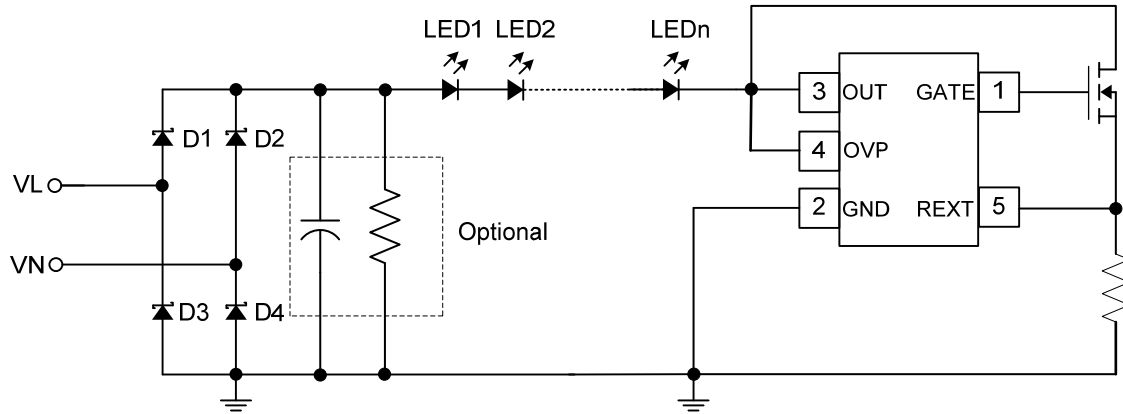 LED1 LED2 LEDn
3 OUT GATE 1
D1 D2
4 OVP
VL
2 GND REXT 5
Optional
VN
D3 D4